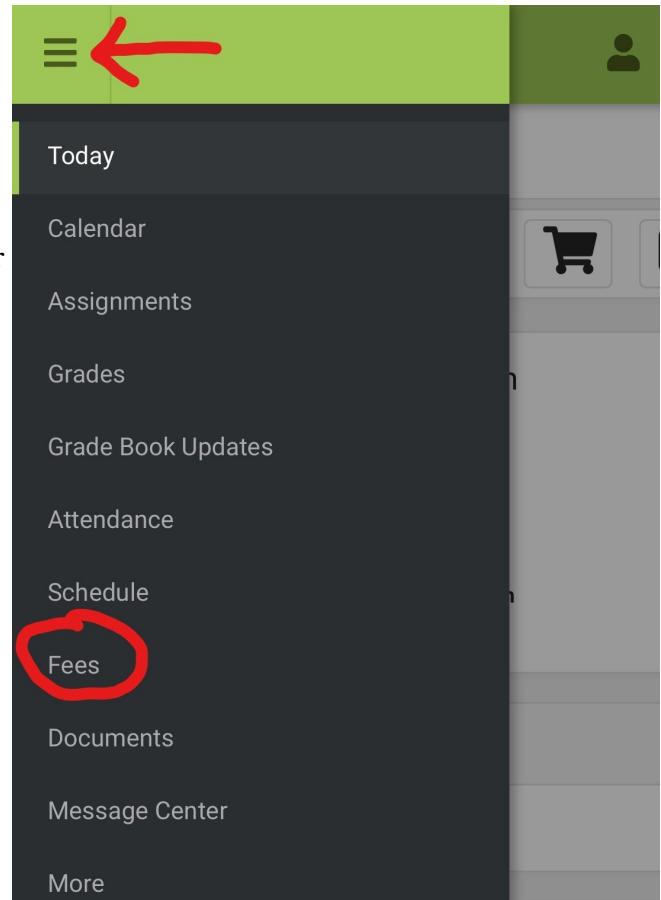 Today
Calendar
Assignments
Grades
Grade Book Updates
Attendance
Schedule
Fees
Documents
Message Center
More